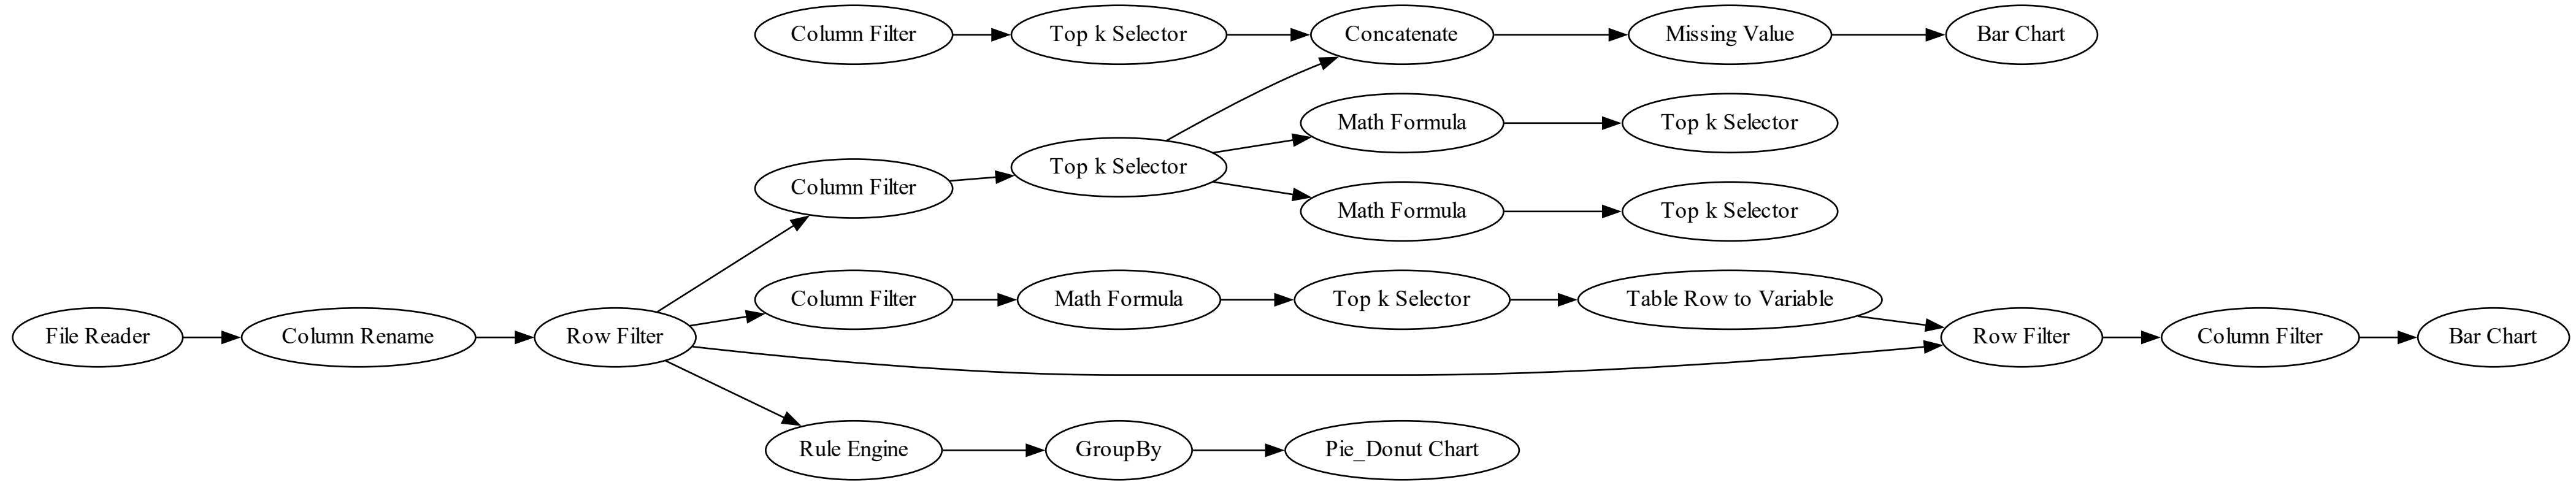 Column Filter
Top k Selector
Concatenate
Missing Value
Bar Chart
Math Formula
Top k Selector
Column Filter
Top k Selector
Math Formula
Top k Selector
Column Filter
Math Formula
Top k Selector
Table Row to Variable
File Reader
Column Rename
Row Filter
Row Filter
Column Filter
Bar Chart
Rule Engine
GroupBy
Pie_Donut Chart